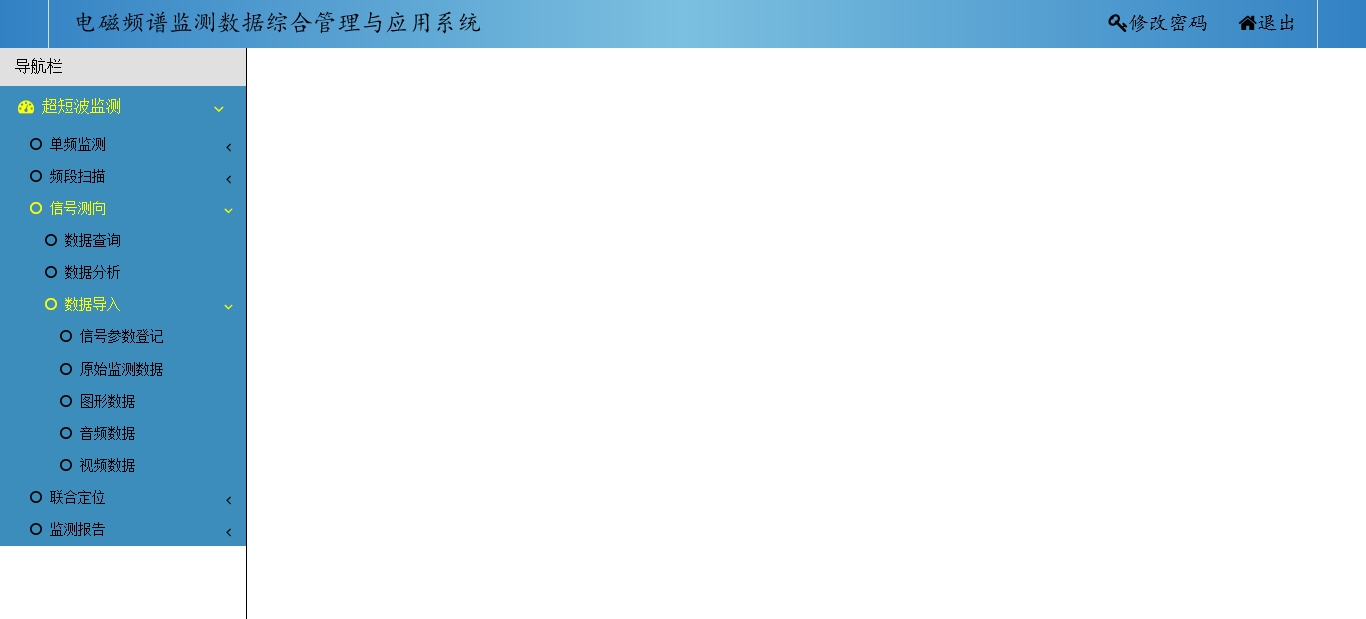 电磁频谱监测数据综合管理与应用系统
修改密码 退出
导航栏
超短波监测
单频监测
频段扫描
信号测向
数据查询
数据分析
数据导入
信号参数登记
原始监测数据
图形数据
音频数据
视频数据
联合定位
监测报告